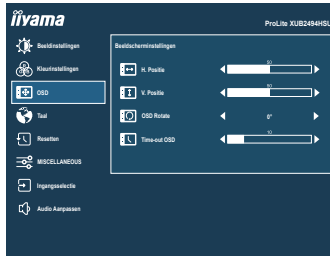 iiyama
ProLite XUB2494HSU
Beeldinstellingen
Kleurinstellingen
OSD
Taal
Resetten
MISCELLANEOUS
Ingangsselectie
Audio Aanpassen
Beeldscherminstellingen
H. Positie
50
V. Positie
50
OSD Rotate
0°
Time-out OSD
10